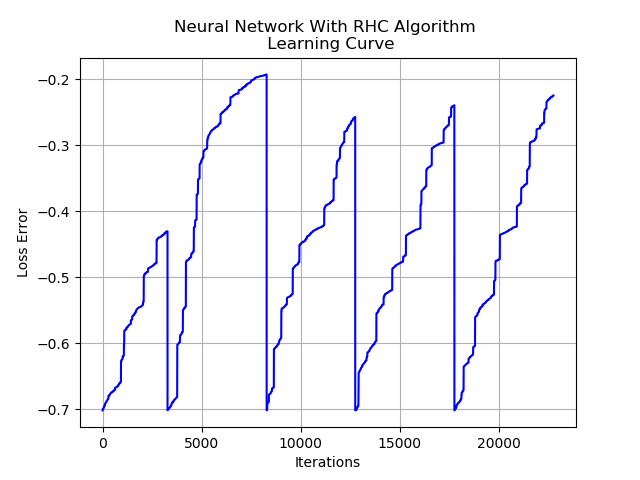 Neural Network With RHC Algorithm
Learning Curve
Loss Error
−0.2
−0.3
−0.4
−0.5
−0.6
−0.7
0 5000 10000 15000 20000
Iterations